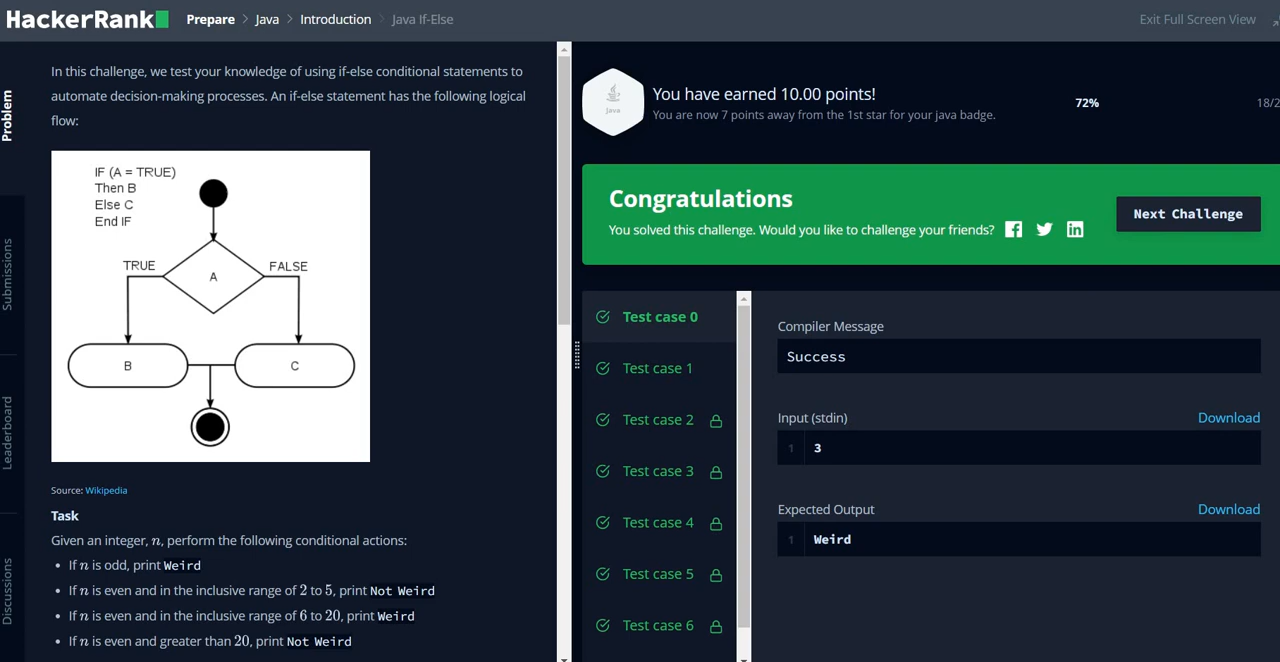 HackerRank Prepare > Java > Introduction > Java If-Else Exit Full Screen View
Problem
Submissions
Leaderboard
Discussions
In this challenge, we test your knowledge of using if-else conditional statements to
automate decision-making processes. An if-else statement has the following logical
flow:
IF (A = TRUE)
Then B
Else C
End IF
TRUE
FALSE
A
B
C
Source: Wikipedia
Task
Given an integer, n, perform the following conditional actions:
• If n is odd, print Weird
• If n is even and in the inclusive range of 2 to 5, print Not Weird
• If n is even and in the inclusive range of 6 to 20, print Weird
• If n is even and greater than 20, print Not Weird
Java
You have earned 10.00 points!
You are now 7 points away from the 1st star for your java badge.
72%
18/2
Congratulations
You solved this challenge. Would you like to challenge your friends?
Next Challenge
Test case 0
Test case 1
Test case 2
Test case 3
Test case 4
Test case 5
Test case 6
Compiler Message
Success
Input (stdin) Download
1 3
Expected Output Download
1 Weird